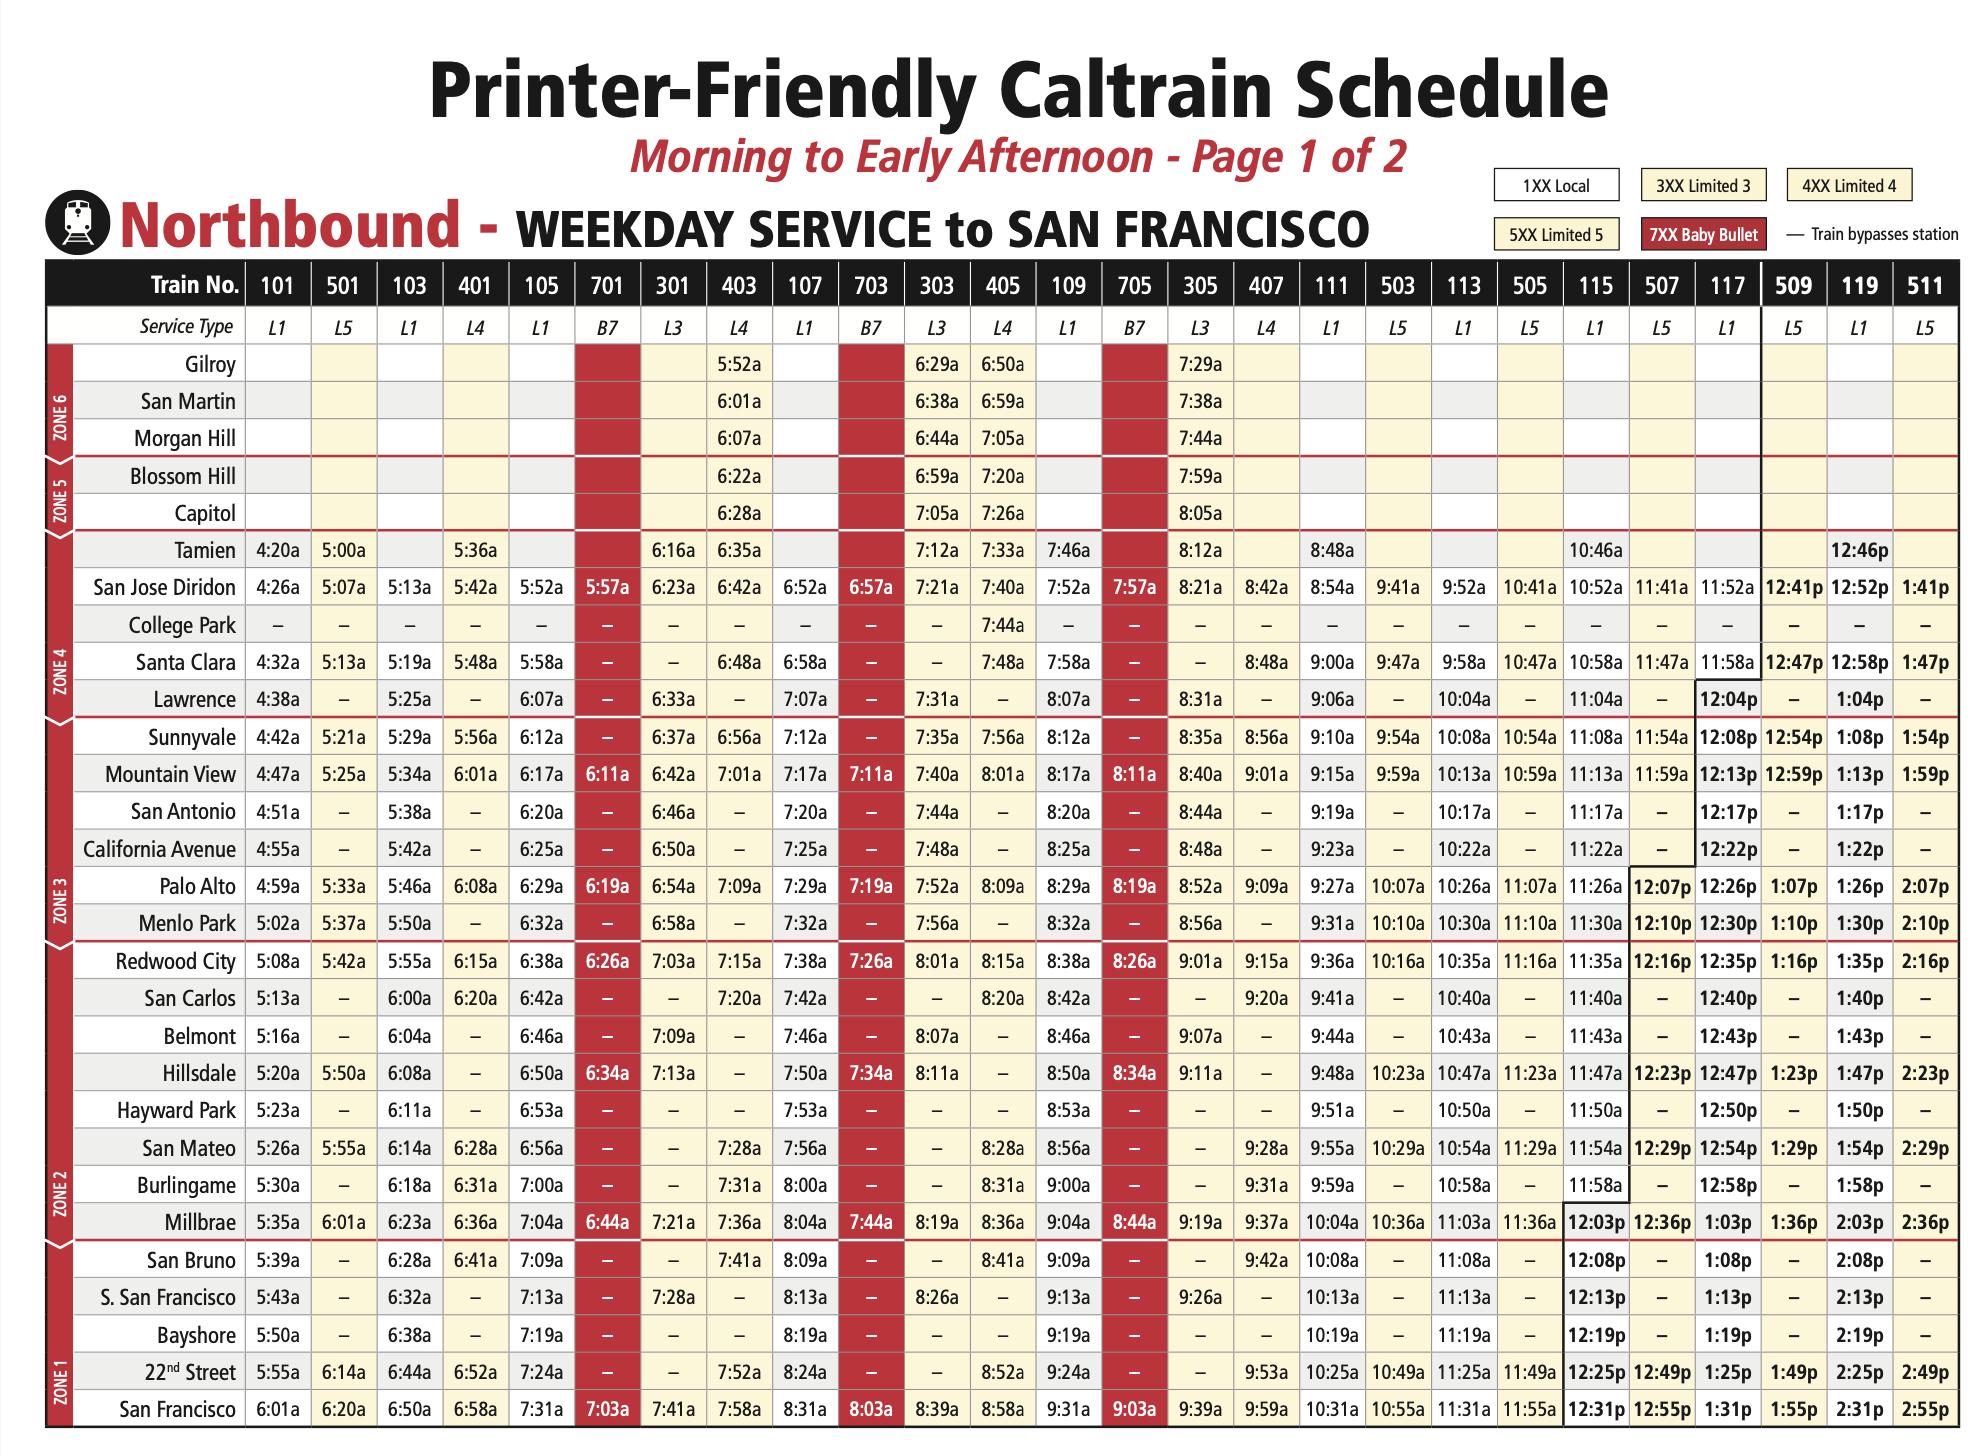 Printer-Friendly Caltrain Schedule
Morning to Early Afternoon - Page 1 of 2
1XX Local 3XX Limited 3 4XX Limited 4
Northbound - WEEKDAY SERVICE to SAN FRANCISCO
5XX Limited 5 7XX Baby Bullet — Train bypasses station
Train No. 101 501 103 401 105 701 301 403 107 703 303 405 109 705 305 407 111 503 113 505 115 507 117 509 119 511
Service Type L1 L5 L1 L4 L1 B7 L3 L4 L1 B7 L3 L4 L1 B7 L3 L4 L1 L5 L1 L5 L1 L5 L1 L5 L1 L5
ZONE 6
Gilroy 5:52a 6:29a 6:50a 7:29a
San Martin 6:01a 6:38a 6:59a 7:38a
Morgan Hill 6:07a 6:44a 7:05a 7:44a
ZONE 5
Blossom Hill 6:22a 6:59a 7:20a 7:59a
Capitol 6:28a 7:05a 7:26a 8:05a
ZONE 4
Tamien 4:20a 5:00a 5:36a 6:16a 6:35a 7:12a 7:33a 7:46a 8:12a 8:48a 10:46a 12:46p
San Jose Diridon 4:26a 5:07a 5:13a 5:42a 5:52a 5:57a 6:23a 6:42a 6:52a 6:57a 7:21a 7:40a 7:52a 7:57a 8:21a 8:42a 8:54a 9:41a 9:52a 10:41a 10:52a 11:41a 11:52a 12:41p 12:52p 1:41p
College Park – – – – – – – – – – – 7:44a – – – – – – – – – – – – – –
Santa Clara 4:32a 5:13a 5:19a 5:48a 5:58a – – 6:48a 6:58a – – 7:48a 7:58a – – 8:48a 9:00a 9:47a 9:58a 10:47a 10:58a 11:47a 11:58a 12:47p 12:58p 1:47p
Lawrence 4:38a – 5:25a – 6:07a – 6:33a – 7:07a – 7:31a – 8:07a – 8:31a – 9:06a – 10:04a – 11:04a – 12:04p – 1:04p –
ZONE 3
Sunnyvale 4:42a 5:21a 5:29a 5:56a 6:12a – 6:37a 6:56a 7:12a – 7:35a 7:56a 8:12a – 8:35a 8:56a 9:10a 9:54a 10:08a 10:54a 11:08a 11:54a 12:08p 12:54p 1:08p 1:54p
Mountain View 4:47a 5:25a 5:34a 6:01a 6:17a 6:11a 6:42a 7:01a 7:17a 7:11a 7:40a 8:01a 8:17a 8:11a 8:40a 9:01a 9:15a 9:59a 10:13a 10:59a 11:13a 11:59a 12:13p 12:59p 1:13p 1:59p
San Antonio 4:51a – 5:38a – 6:20a – 6:46a – 7:20a – 7:44a – 8:20a – 8:44a – 9:19a – 10:17a – 11:17a – 12:17p – 1:17p –
California Avenue 4:55a – 5:42a – 6:25a – 6:50a – 7:25a – 7:48a – 8:25a – 8:48a – 9:23a – 10:22a – 11:22a – 12:22p – 1:22p –
Palo Alto 4:59a 5:33a 5:46a 6:08a 6:29a 6:19a 6:54a 7:09a 7:29a 7:19a 7:52a 8:09a 8:29a 8:19a 8:52a 9:09a 9:27a 10:07a 10:26a 11:07a 11:26a 12:07p 12:26p 1:07p 1:26p 2:07p
Menlo Park 5:02a 5:37a 5:50a – 6:32a – 6:58a – 7:32a – 7:56a – 8:32a – 8:56a – 9:31a 10:10a 10:30a 11:10a 11:30a 12:10p 12:30p 1:10p 1:30p 2:10p
ZONE 2
Redwood City 5:08a 5:42a 5:55a 6:15a 6:38a 6:26a 7:03a 7:15a 7:38a 7:26a 8:01a 8:15a 8:38a 8:26a 9:01a 9:15a 9:36a 10:16a 10:35a 11:16a 11:35a 12:16p 12:35p 1:16p 1:35p 2:16p
San Carlos 5:13a – 6:00a 6:20a 6:42a – – 7:20a 7:42a – – 8:20a 8:42a – – 9:20a 9:41a – 10:40a – 11:40a – 12:40p – 1:40p –
Belmont 5:16a – 6:04a – 6:46a – 7:09a – 7:46a – 8:07a – 8:46a – 9:07a – 9:44a – 10:43a – 11:43a – 12:43p – 1:43p –
Hillsdale 5:20a 5:50a 6:08a – 6:50a 6:34a 7:13a – 7:50a 7:34a 8:11a – 8:50a 8:34a 9:11a – 9:48a 10:23a 10:47a 11:23a 11:47a 12:23p 12:47p 1:23p 1:47p 2:23p
Hayward Park 5:23a – 6:11a – 6:53a – – – 7:53a – – – 8:53a – – – 9:51a – 10:50a – 11:50a – 12:50p – 1:50p –
San Mateo 5:26a 5:55a 6:14a 6:28a 6:56a – – 7:28a 7:56a – – 8:28a 8:56a – – 9:28a 9:55a 10:29a 10:54a 11:29a 11:54a 12:29p 12:54p 1:29p 1:54p 2:29p
Burlingame 5:30a – 6:18a 6:31a 7:00a – – 7:31a 8:00a – – 8:31a 9:00a – – 9:31a 9:59a – 10:58a – 11:58a – 12:58p – 1:58p –
Millbrae 5:35a 6:01a 6:23a 6:36a 7:04a 6:44a 7:21a 7:36a 8:04a 7:44a 8:19a 8:36a 9:04a 8:44a 9:19a 9:37a 10:04a 10:36a 11:03a 11:36a 12:03p 12:36p 1:03p 1:36p 2:03p 2:36p
ZONE 1
San Bruno 5:39a – 6:28a 6:41a 7:09a – – 7:41a 8:09a – – 8:41a 9:09a – – 9:42a 10:08a – 11:08a – 12:08p – 1:08p – 2:08p –
S. San Francisco 5:43a – 6:32a – 7:13a – 7:28a – 8:13a – 8:26a – 9:13a – 9:26a – 10:13a – 11:13a – 12:13p – 1:13p – 2:13p –
Bayshore 5:50a – 6:38a – 7:19a – – – 8:19a – – – 9:19a – – – 10:19a – 11:19a – 12:19p – 1:19p – 2:19p –
22nd Street 5:55a 6:14a 6:44a 6:52a 7:24a – – 7:52a 8:24a – – 8:52a 9:24a – – 9:53a 10:25a 10:49a 11:25a 11:49a 12:25p 12:49p 1:25p 1:49p 2:25p 2:49p
San Francisco 6:01a 6:20a 6:50a 6:58a 7:31a 7:03a 7:41a 7:58a 8:31a 8:03a 8:39a 8:58a 9:31a 9:03a 9:39a 9:59a 10:31a 10:55a 11:31a 11:55a 12:31p 12:55p 1:31p 1:55p 2:31p 2:55p